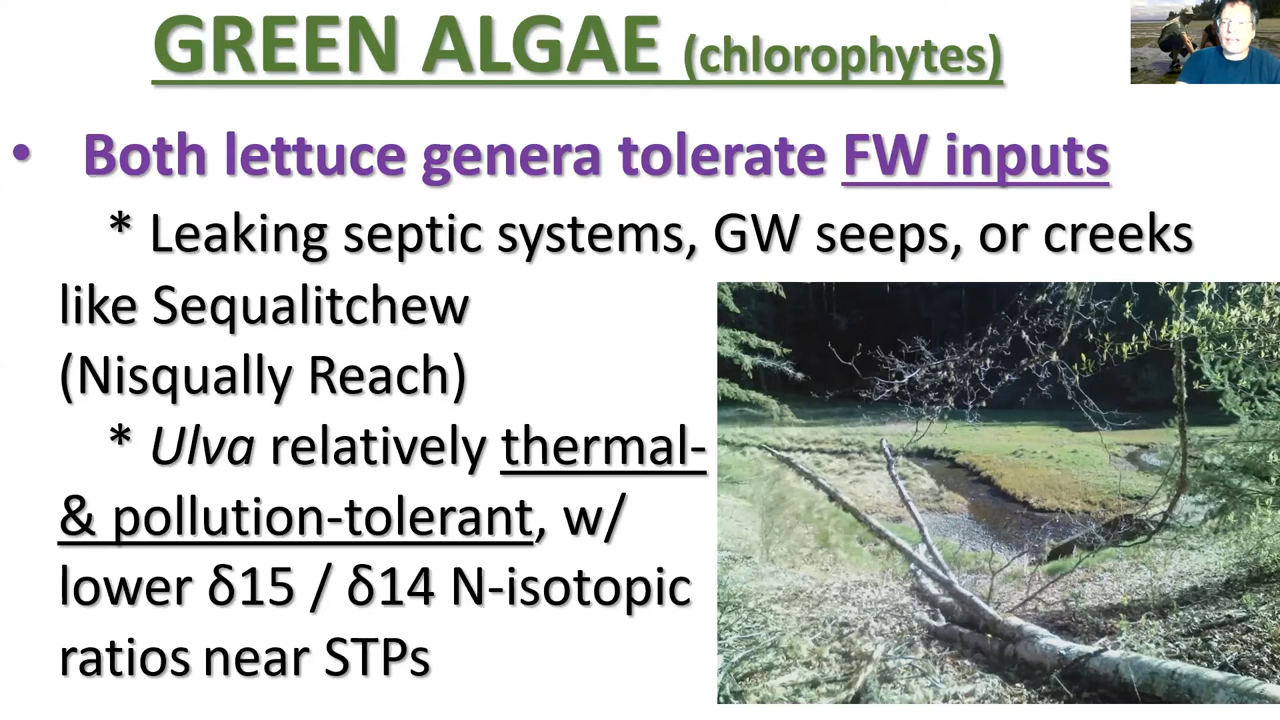 GREEN ALGAE (chlorophytes)
• Both lettuce genera tolerate FW inputs
* Leaking septic systems, GW seeps, or creeks
like Sequalitchew
(Nisqually Reach)
* Ulva relatively thermal-
& pollution-tolerant, w/
lower δ15 / δ14 N-isotopic
ratios near STPs